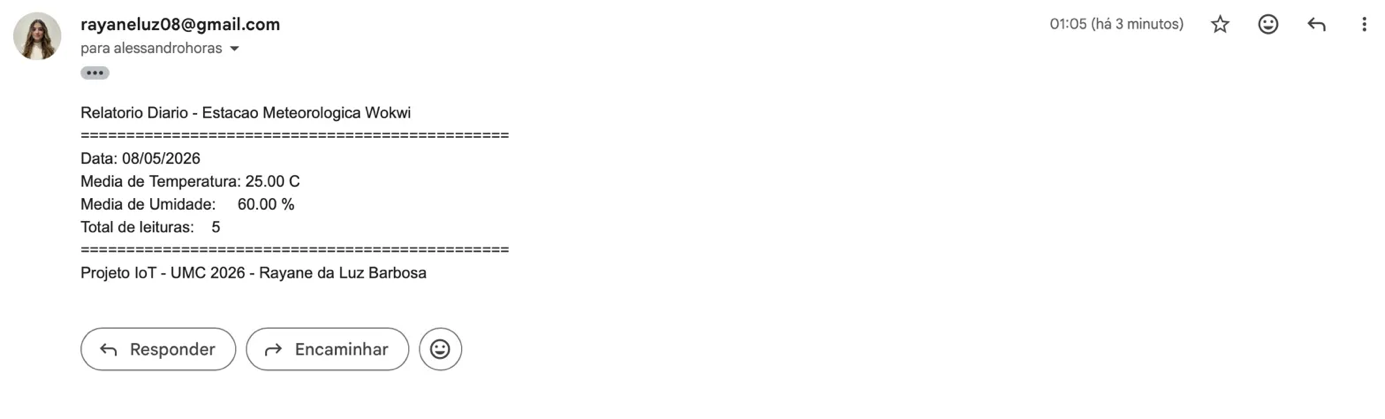 rayaneluz08@gmail.com
01:05 (há 3 minutos)
para alessandrohoras
Relatorio Diario - Estacao Meteorologica Wokwi
===============================================
Data: 08/05/2026
Media de Temperatura: 25.00 C
Media de Umidade: 60.00 %
Total de leituras: 5
===============================================
Projeto IoT - UMC 2026 - Rayane da Luz Barbosa
Responder
Encaminhar